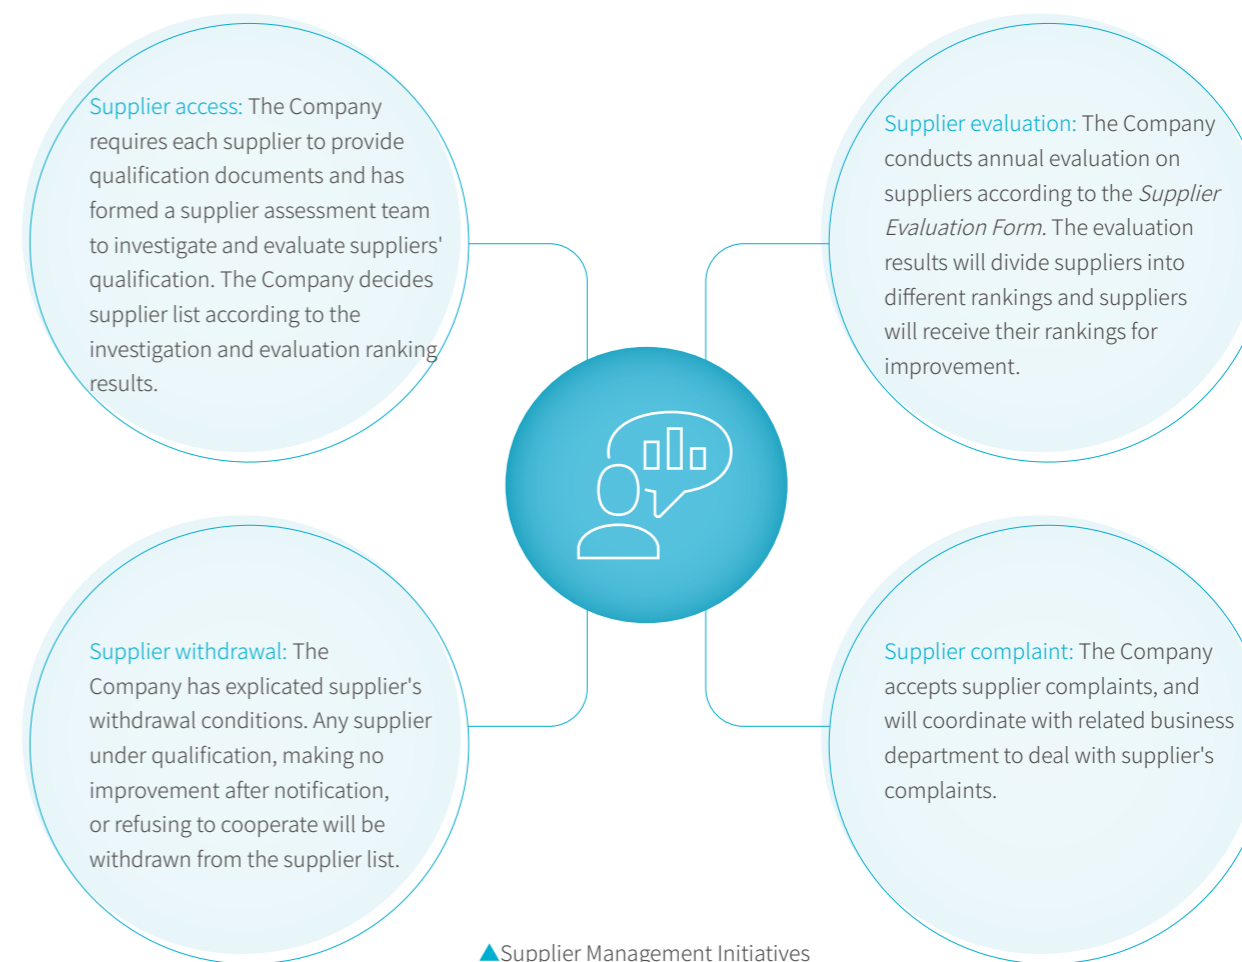 Supplier access: The Company
requires each supplier to provide
qualification documents and has
formed a supplier assessment team
to investigate and evaluate suppliers'
qualification. The Company decides
supplier list according to the
investigation and evaluation ranking
results.
Supplier evaluation: The Company
conducts annual evaluation on
suppliers according to the Supplier
Evaluation Form. The evaluation
results will divide suppliers into
different rankings and suppliers
will receive their rankings for
improvement.
Supplier withdrawal: The
Company has explicated supplier's
withdrawal conditions. Any supplier
under qualification, making no
improvement after notification,
or refusing to cooperate will be
withdrawn from the supplier list.
Supplier complaint: The Company
accepts supplier complaints, and
will coordinate with related business
department to deal with supplier's
complaints.
▲Supplier Management Initiatives